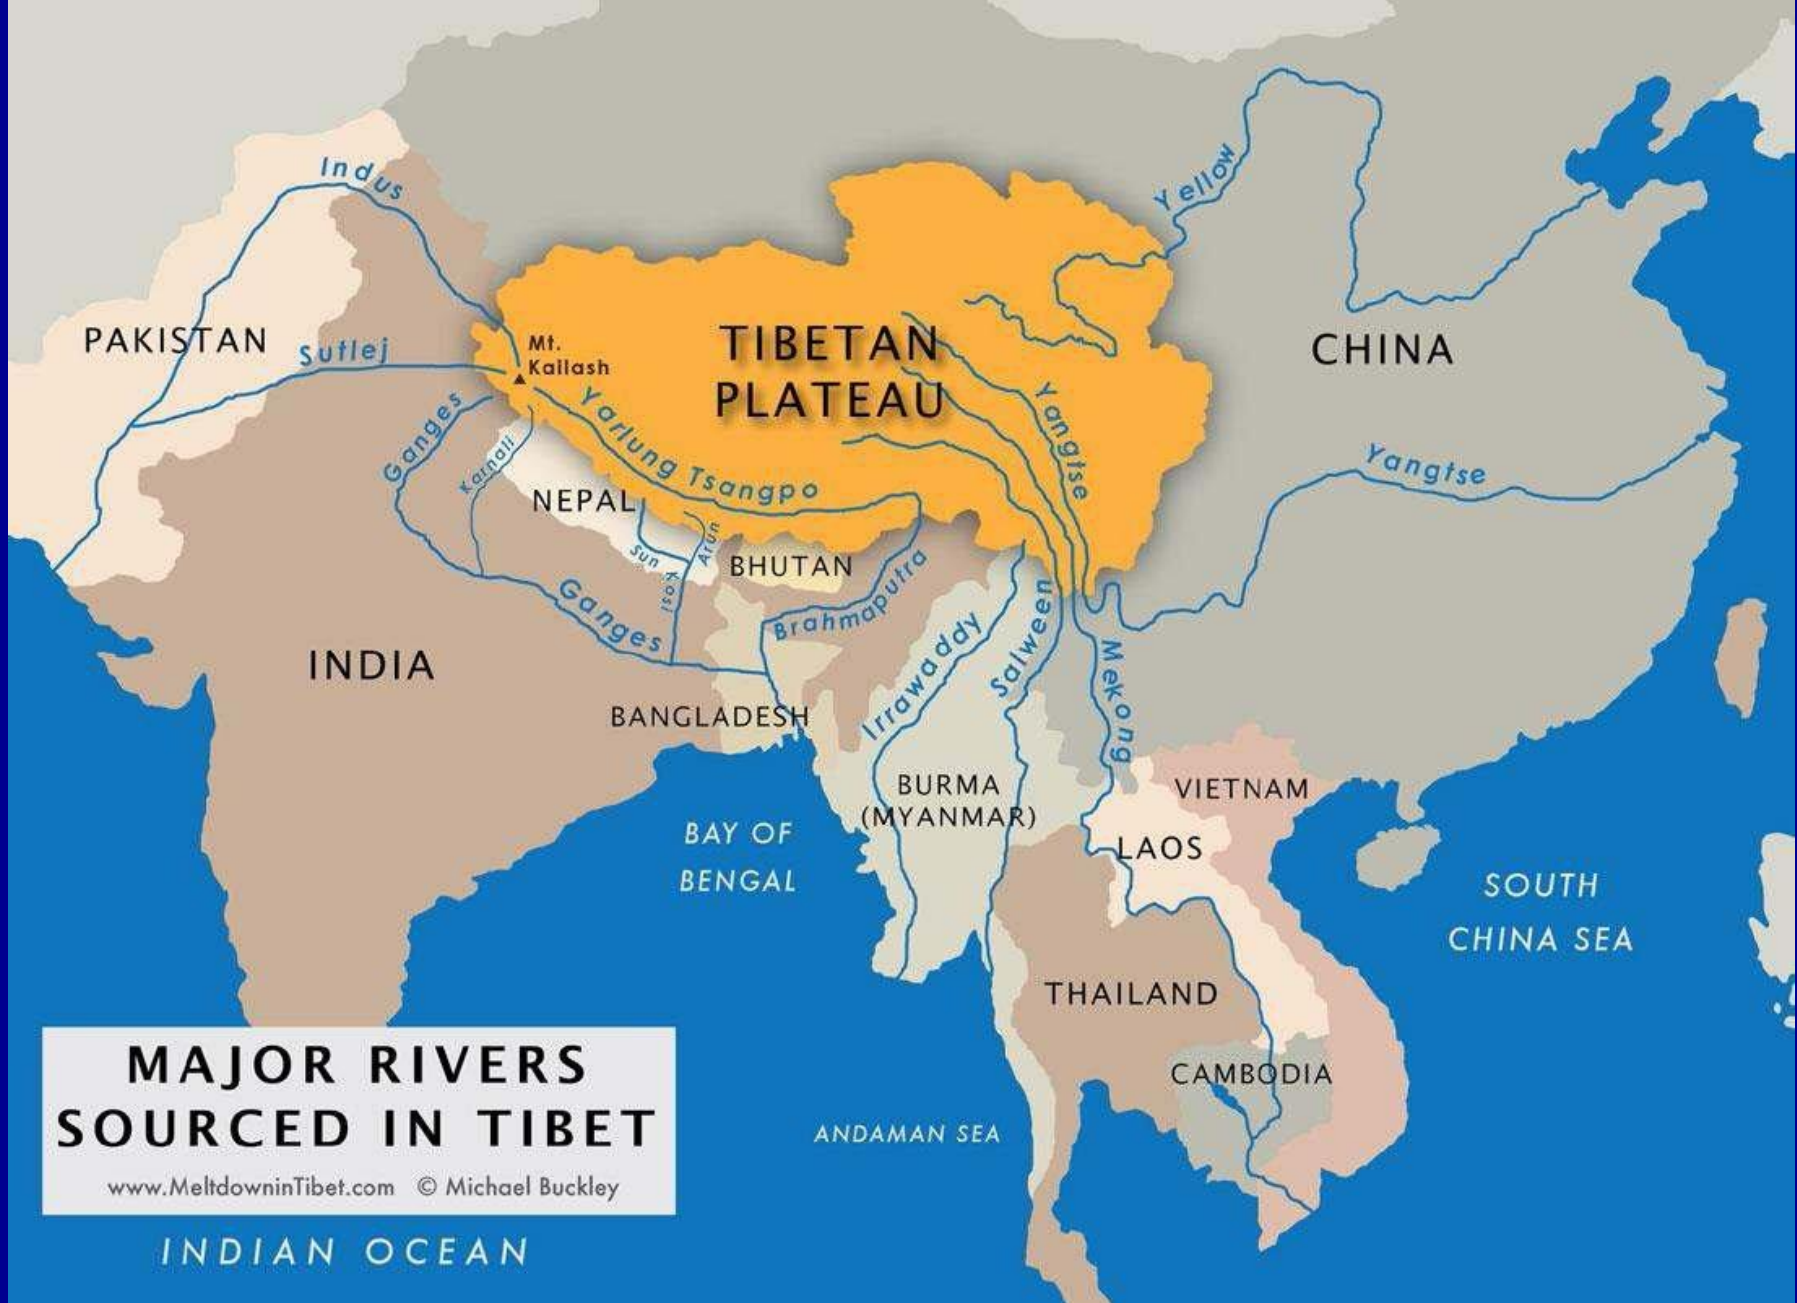 Indus
Yellow
PAKISTAN
Sutlej
Mt.
Kailash
TIBETAN
PLATEAU
CHINA
Ganges
Karnali
Yarlung Tsangpo
Yangtse
Yangtse
NEPAL
Sun Kosi
Arun
BHUTAN
Brahmaputra
Ganges
INDIA
Irrawaddy
Salween
Mekong
BANGLADESH
BURMA
(MYANMAR)
VIETNAM
LAOS
BAY OF
BENGAL
SOUTH
CHINA SEA
THAILAND
CAMBODIA
ANDAMAN SEA
MAJOR RIVERS
SOURCED IN TIBET
www.MeltdowninTibet.com © Michael Buckley
INDIAN OCEAN